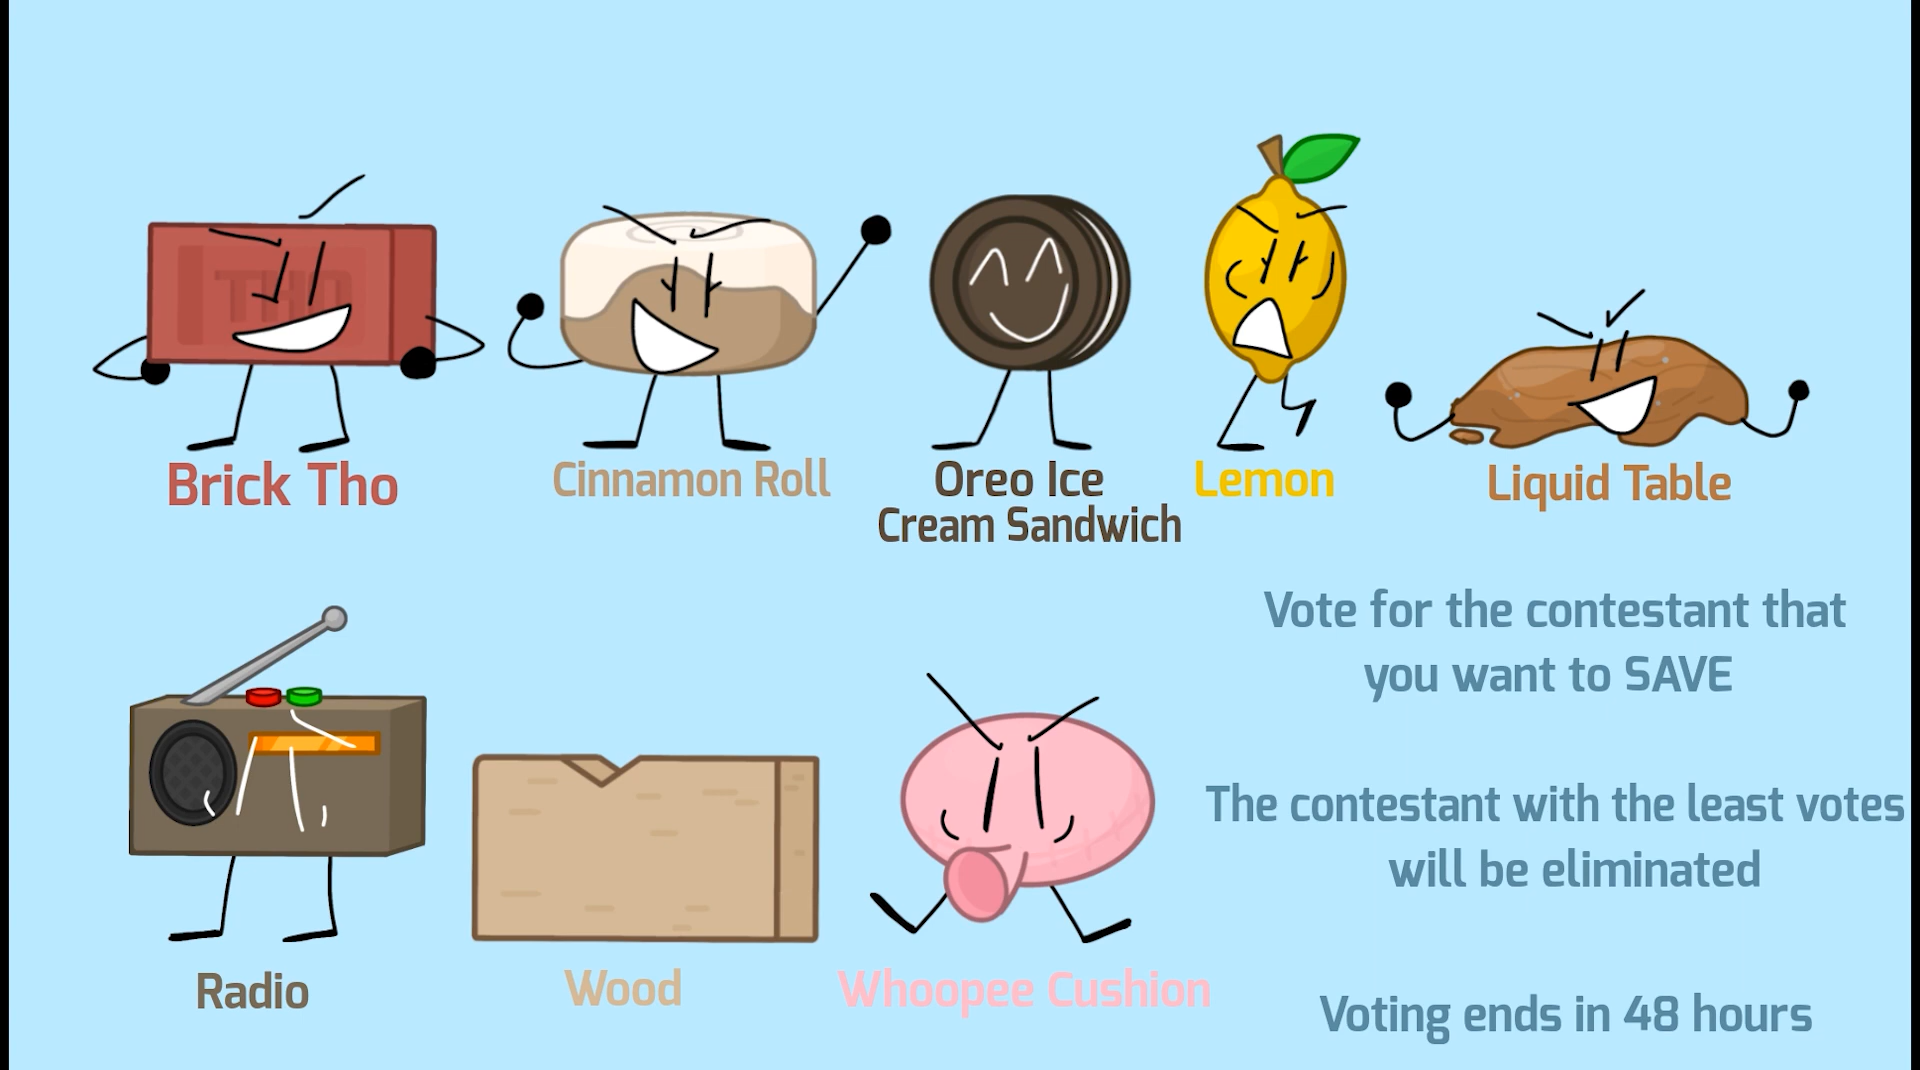 THO
Brick Tho
Cinnamon Roll
Oreo Ice
Cream Sandwich
Lemon
Liquid Table
Vote for the contestant that
you want to SAVE
The contestant with the least votes
will be eliminated
Radio
Wood
Whoopee Cushion
Voting ends in 48 hours